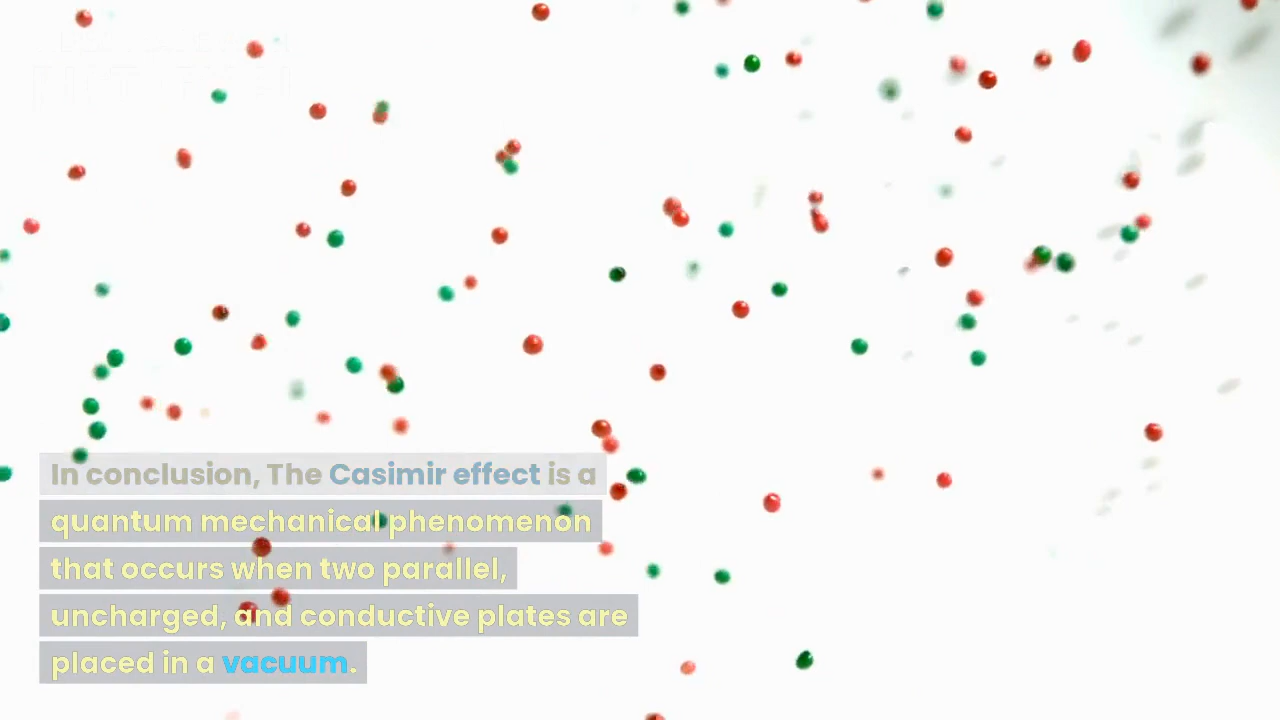 In conclusion, The Casimir effect is a
quantum mechanical phenomenon
that occurs when two parallel,
uncharged, and conductive plates are
placed in a vacuum.